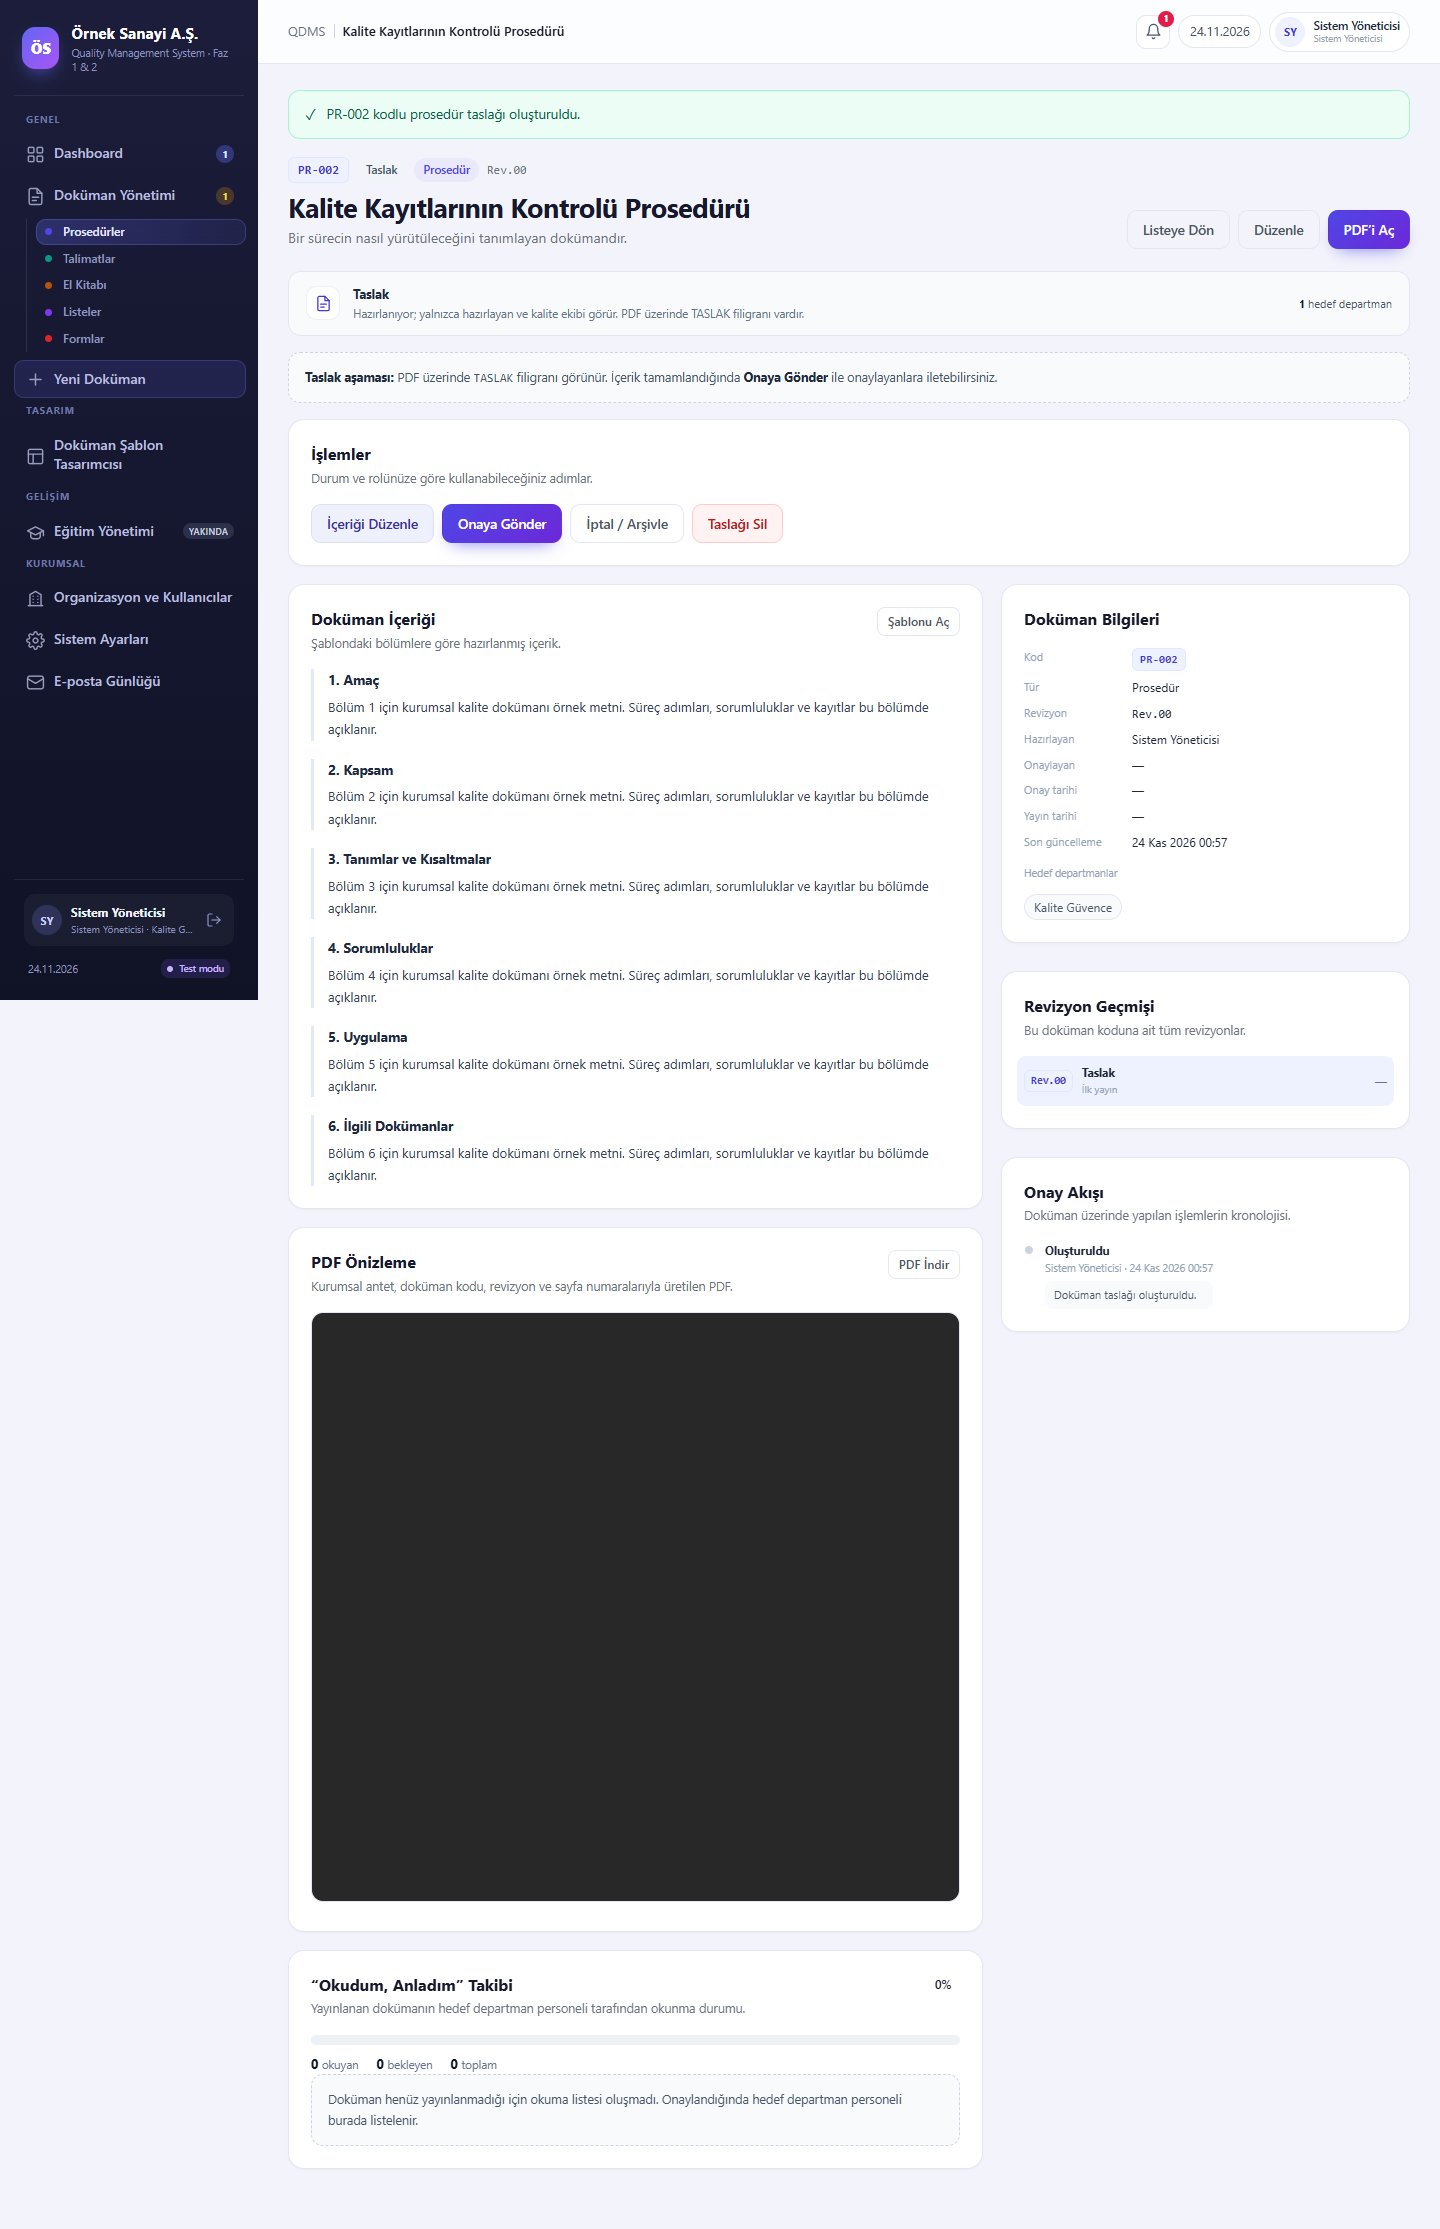 ÖS
Örnek Sanayi A.Ş.
Quality Management System · Faz
1 & 2
GENEL
Dashboard
1
Doküman Yönetimi
1
Prosedürler
Talimatlar
El Kitabı
Listeler
Formlar
Yeni Doküman
TASARIM
Doküman Şablon
Tasarımcısı
GELİŞİM
Eğitim Yönetimi
YAKINDA
KURUMSAL
Organizasyon ve Kullanıcılar
Sistem Ayarları
E-posta Günlüğü
SY
Sistem Yöneticisi
Sistem Yöneticisi · Kalite G...
24.11.2026
Test modu
QDMS
Kalite Kayıtlarının Kontrolü Prosedürü
1
24.11.2026
SY
Sistem Yöneticisi
Sistem Yöneticisi
✓ PR-002 kodlu prosedür taslağı oluşturuldu.
PR-002 Taslak Prosedür Rev.00
Kalite Kayıtlarının Kontrolü Prosedürü
Bir sürecin nasıl yürütüleceğini tanımlayan dokümandır.
Listeye Dön
Düzenle
PDF'i Aç
Taslak
Hazırlanıyor; yalnızca hazırlayan ve kalite ekibi görür. PDF üzerinde TASLAK filigranı vardır.
1 hedef departman
Taslak aşaması: PDF üzerinde TASLAK filigranı görünür. İçerik tamamlandığında Onaya Gönder ile onaylayanlara iletebilirsiniz.
İşlemler
Durum ve rolünüze göre kullanabileceğiniz adımlar.
İçeriği Düzenle
Onaya Gönder
İptal / Arşivle
Taslağı Sil
Doküman İçeriği
Şablondaki bölümlere göre hazırlanmış içerik.
Şablonu Aç
1. Amaç
Bölüm 1 için kurumsal kalite dokümanı örnek metni. Süreç adımları, sorumluluklar ve kayıtlar bu bölümde
açıklanır.
2. Kapsam
Bölüm 2 için kurumsal kalite dokümanı örnek metni. Süreç adımları, sorumluluklar ve kayıtlar bu bölümde
açıklanır.
3. Tanımlar ve Kısaltmalar
Bölüm 3 için kurumsal kalite dokümanı örnek metni. Süreç adımları, sorumluluklar ve kayıtlar bu bölümde
açıklanır.
4. Sorumluluklar
Bölüm 4 için kurumsal kalite dokümanı örnek metni. Süreç adımları, sorumluluklar ve kayıtlar bu bölümde
açıklanır.
5. Uygulama
Bölüm 5 için kurumsal kalite dokümanı örnek metni. Süreç adımları, sorumluluklar ve kayıtlar bu bölümde
açıklanır.
6. İlgili Dokümanlar
Bölüm 6 için kurumsal kalite dokümanı örnek metni. Süreç adımları, sorumluluklar ve kayıtlar bu bölümde
açıklanır.
PDF Önizleme
Kurumsal antet, doküman kodu, revizyon ve sayfa numaralarıyla üretilen PDF.
PDF İndir
“Okudum, Anladım” Takibi
0%
Yayınlanan dokümanın hedef departman personeli tarafından okunma durumu.
0 okuyan 0 bekleyen 0 toplam
Doküman henüz yayınlanmadığı için okuma listesi oluşmadı. Onaylandığında hedef departman personeli
burada listelenir.
Doküman Bilgileri
Kod PR-002
Tür Prosedür
Revizyon Rev.00
Hazırlayan Sistem Yöneticisi
Onaylayan —
Onay tarihi —
Yayın tarihi —
Son güncelleme 24 Kas 2026 00:57
Hedef departmanlar
Kalite Güvence
Revizyon Geçmişi
Bu doküman koduna ait tüm revizyonlar.
Rev.00
Taslak
İlk yayın
—
Onay Akışı
Doküman üzerinde yapılan işlemlerin kronolojisi.
Oluşturuldu
Sistem Yöneticisi · 24 Kas 2026 00:57
Doküman taslağı oluşturuldu.